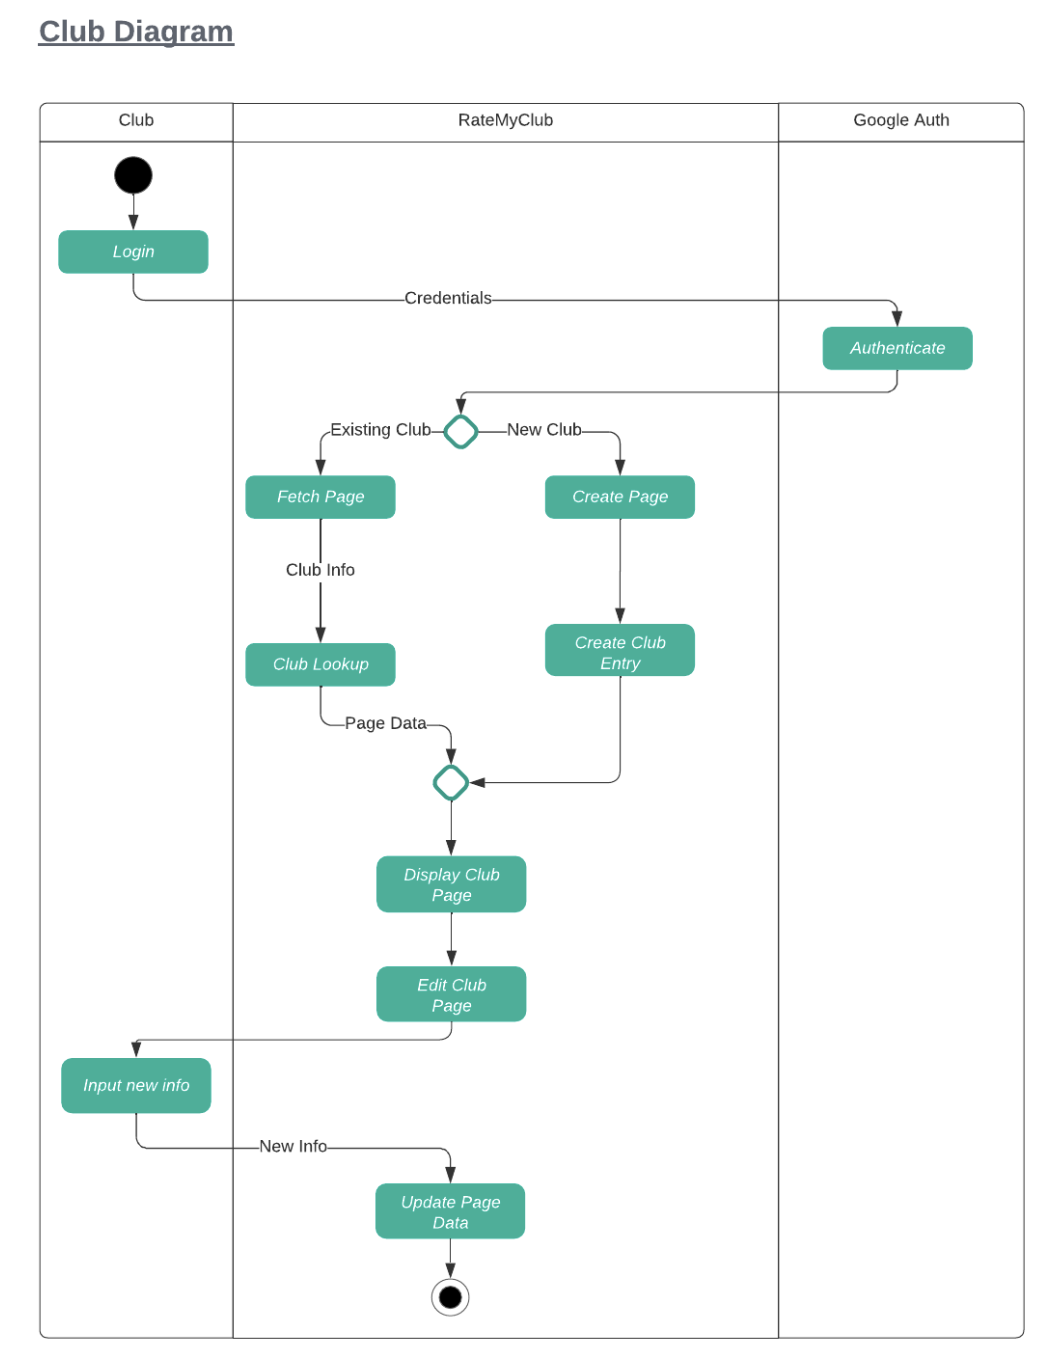 Club Diagram
Club
RateMyClub
Google Auth
Login
Credentials
Authenticate
Existing Club
New Club
Fetch Page
Create Page
Club Info
Create Club
Entry
Club Lookup
Page Data
Display Club
Page
Edit Club
Page
Input new info
New Info
Update Page
Data